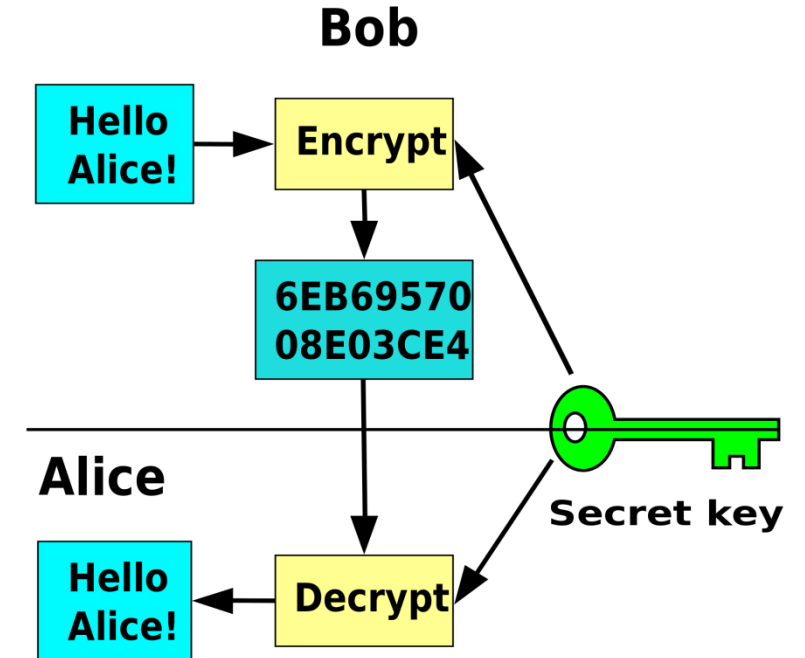 Bob
Hello
Alice!
Encrypt
6EB69570
08E03CE4
Alice
Secret key
Hello
Alice!
Decrypt